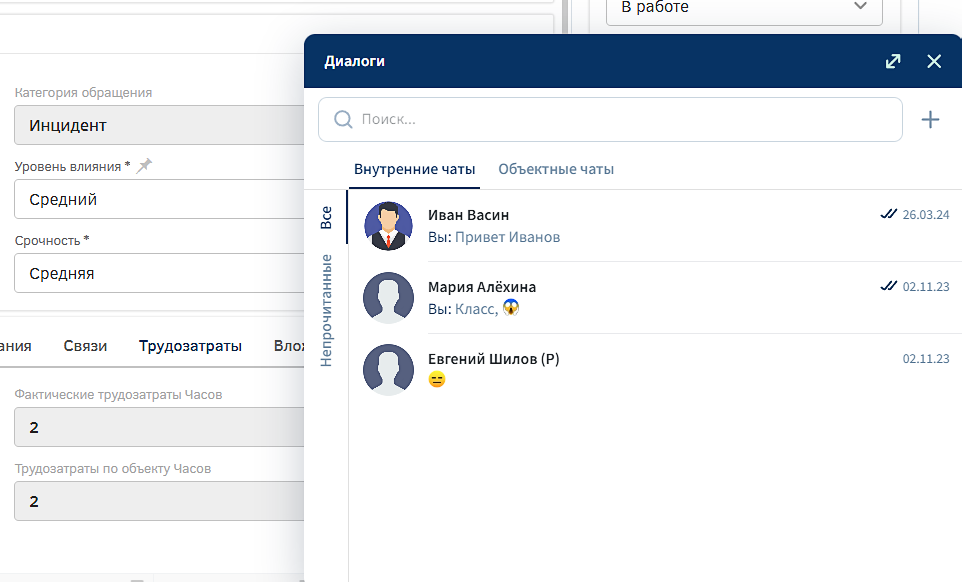 В работе
Диалоги
Поиск...
Внутренние чаты
Объектные чаты
Все
Непрочитанные
Иван Васин
26.03.24
Вы: Привет Иванов
Мария Алёхина
02.11.23
Вы: Класс, 😱
Евгений Шилов (Р)
02.11.23
😑
Категория обращения
Инцидент
Уровень влияния *
Средний
Срочность *
Средняя
ания
Связи
Трудозатраты
Влож
Фактические трудозатраты Часов
2
Трудозатраты по объекту Часов
2